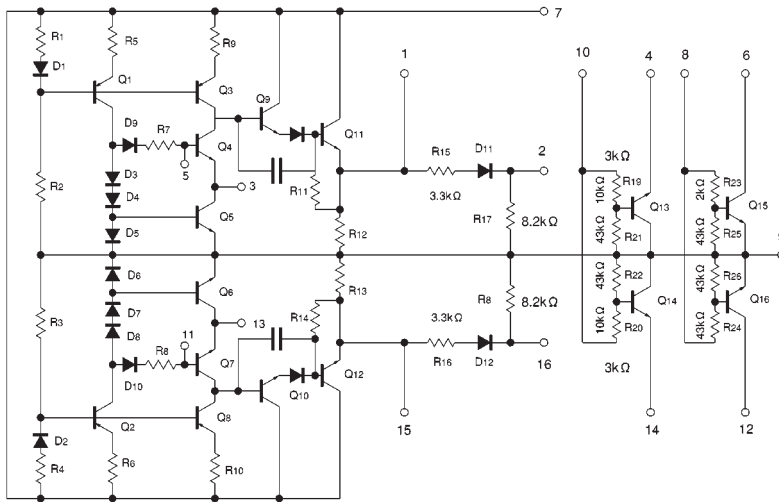 7
R1
R5
R9
1
10
4
8
6
D1
Q1
Q3
Q9
Q11
D9
R7
Q4
R15
D11
2
3kΩ
5
3
R11
3.3kΩ
10kΩ
R19
2kΩ
R23
Q13
Q15
R2
D3
D4
D5
Q5
R12
R17
8.2kΩ
43kΩ
R21
43kΩ
R25
D6
R13
R3
D7
D8
Q6
R14
R8
8.2kΩ
43kΩ
R22
43kΩ
R26
Q14
Q16
11
13
3.3kΩ
10kΩ
R20
43kΩ
R24
R8
Q7
D10
Q10
Q12
R16
D12
16
3kΩ
Q2
Q8
15
14
12
D2
R4
R6
R10